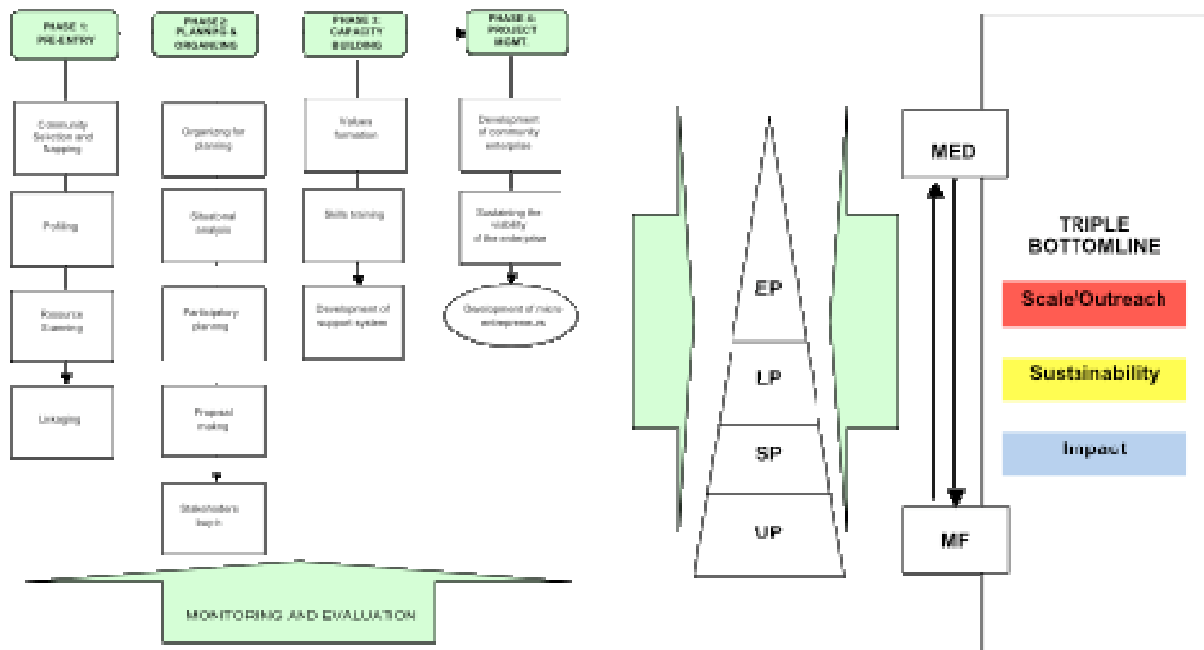 PHASE 1:
PRE-ENTRY
PHASE 2:
PLANNING &
ORGANIZING
PHASE 3:
CAPACITY
BUILDING
PHASE 4:
PROJECT
MGMT.
Community
Selection and
Mapping
Profiling
Resource
Scanning
Linkaging
Organizing for
planning
Situational
analysis
Participatory
planning
Proposal
making
Stakeholders
buy-in
Values
formation
Skills training
Development of
support system
Development
of community
enterprise
Sustaining the
viability
of the enterprise
Development of micro
entrepreneurs
MONITORING AND EVALUATION
EP
LP
SP
UP
MED
MF
TRIPLE
BOTTOMLINE
Scale/Outreach
Sustainability
Impact